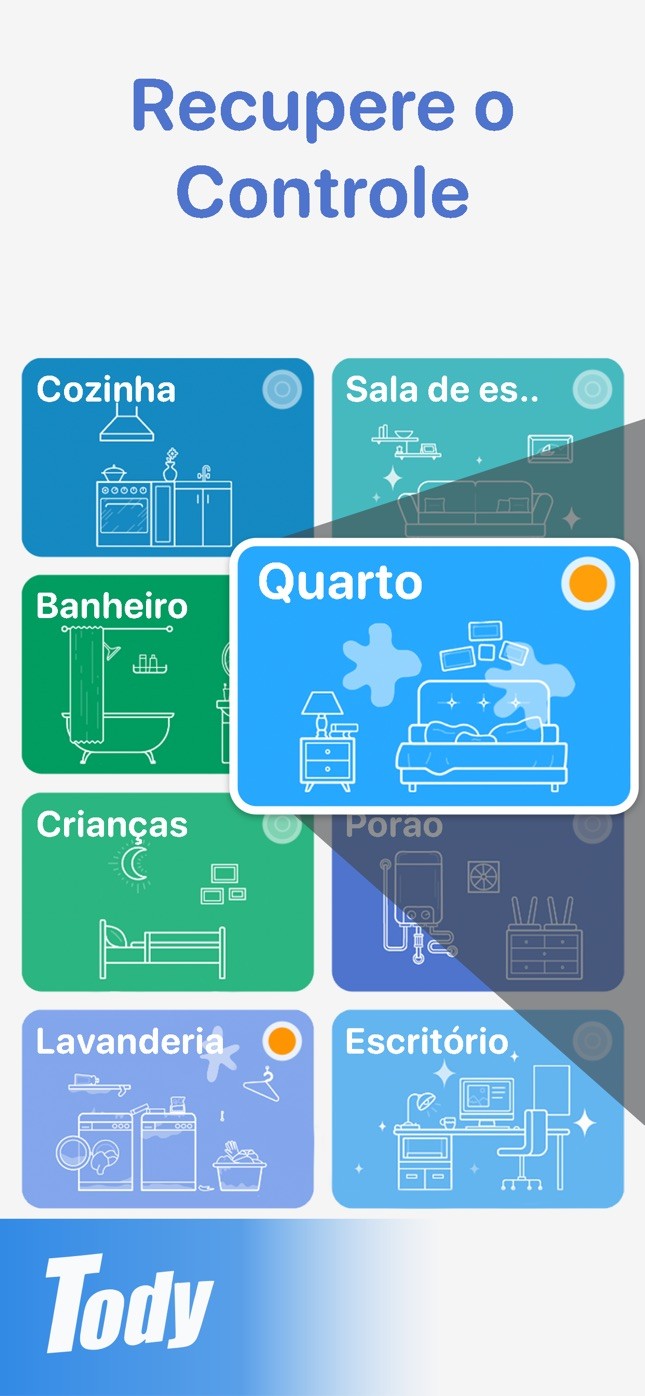 Recupere o
Controle
Cozinha
Sala de es..
Banheiro
Quarto
Crianças
Porão
Lavanderia
Escritório
Tody